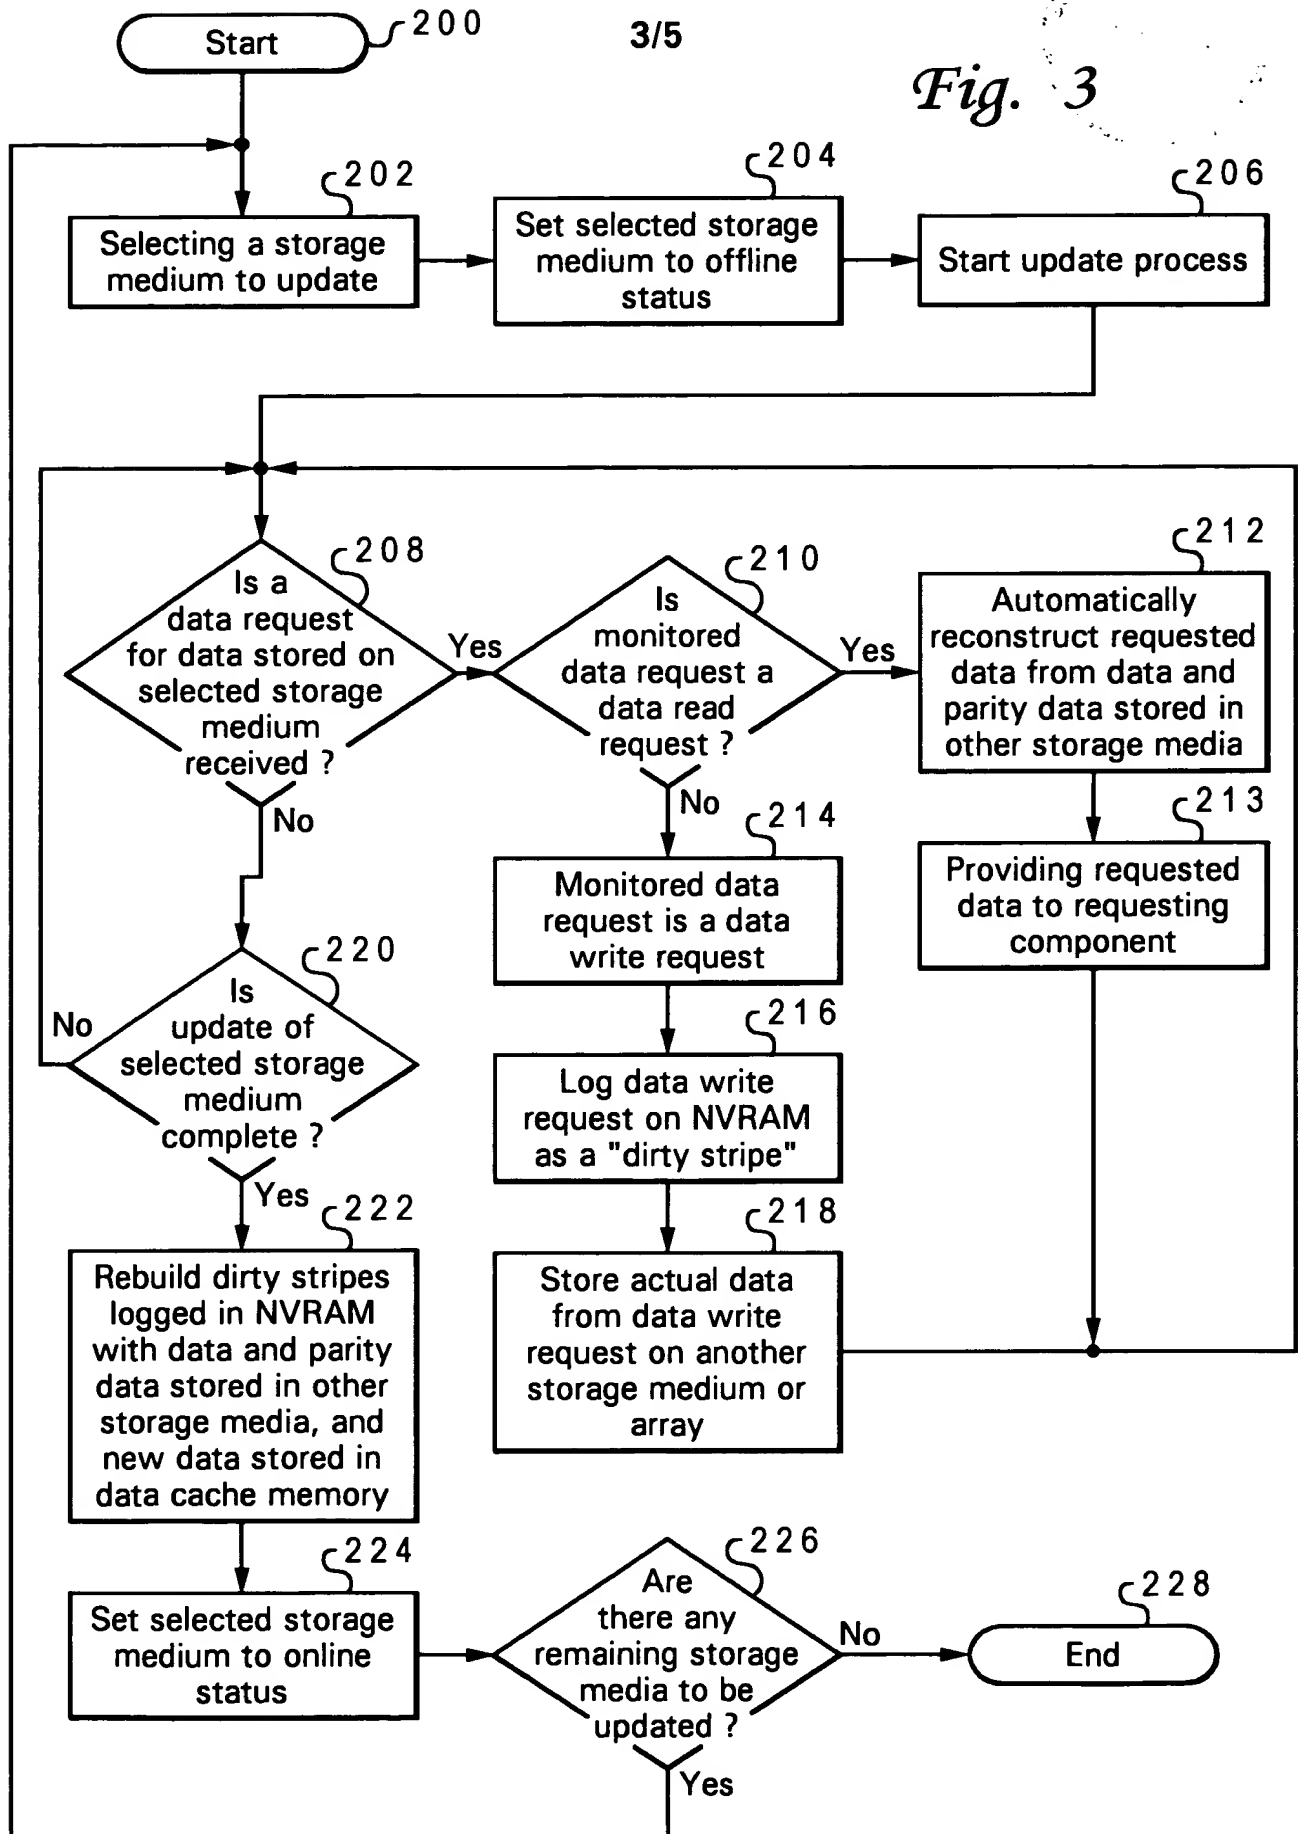 Start
200
3/5
Fig. 3
202
Selecting a storage
medium to update
204
Set selected storage
medium to offline
status
206
Start update process
208
Is a
data request
for data stored on
selected storage
medium
received ?
Yes
No
210
Is
monitored
data request a
data read
request ?
Yes
No
212
Automatically
reconstruct requested
data from data and
parity data stored in
other storage media
213
Providing requested
data to requesting
component
214
Monitored data
request is a data
write request
216
Log data write
request on NVRAM
as a "dirty stripe"
218
Store actual data
from data write
request on another
storage medium or
array
220
Is
update of
selected storage
medium
complete ?
No
Yes
222
Rebuild dirty stripes
logged in NVRAM
with data and parity
data stored in other
storage media, and
new data stored in
data cache memory
224
Set selected storage
medium to online
status
226
Are
there any
remaining storage
media to be
updated ?
No
Yes
228
End